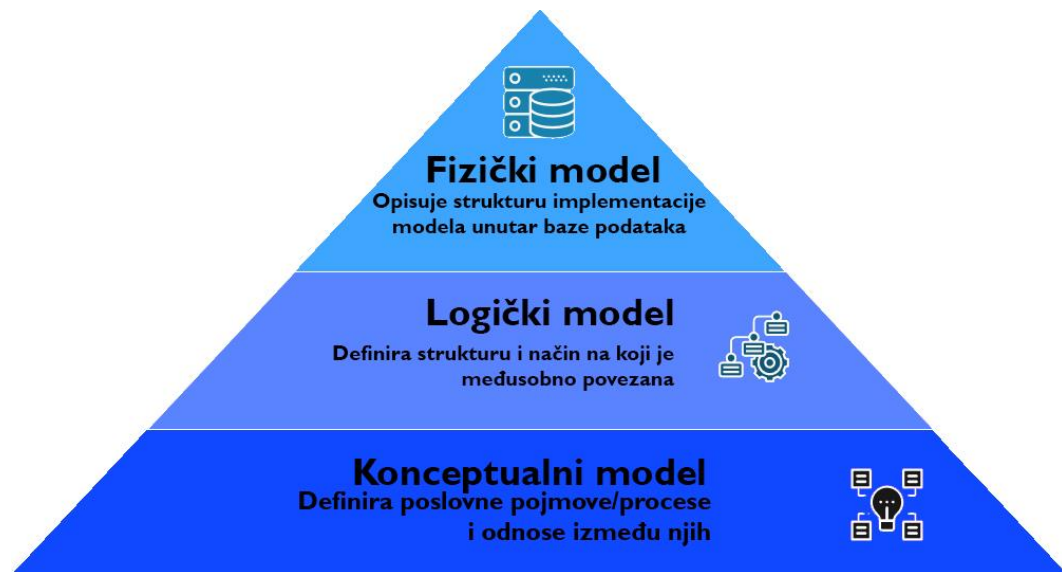 Fizički model
Opisuje strukturu implementacije
modela unutar baze podataka
Logički model
Definira strukturu i način na koji je
međusobno povezana
Konceptualni model
Definira poslovne pojmove/procese
i odnose između njih